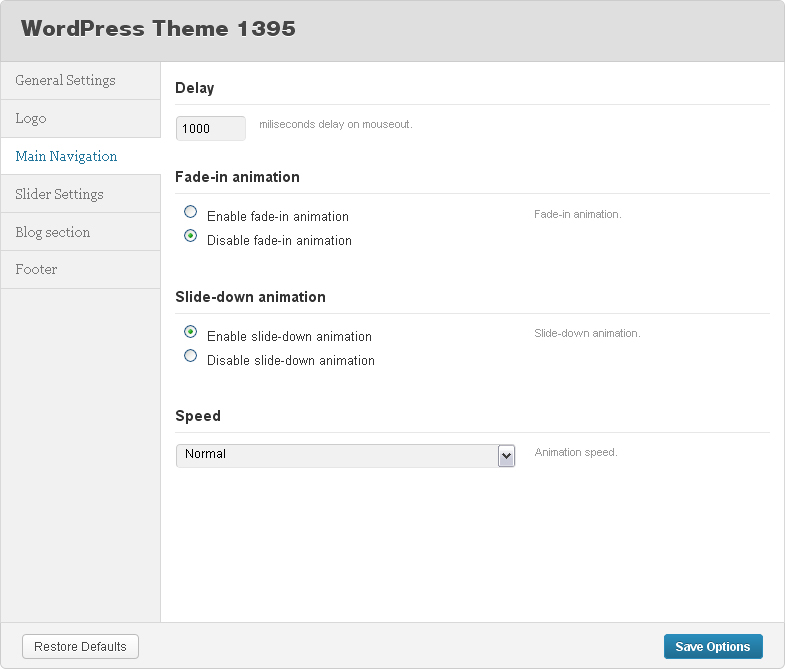 WordPress Theme 1395
General Settings
Logo
Main Navigation
Slider Settings
Blog section
Footer
Delay
1000 miliseconds delay on mouseout.
Fade-in animation
Enable fade-in animation Fade-in animation.
Disable fade-in animation
Slide-down animation
Enable slide-down animation Slide-down animation.
Disable slide-down animation
Speed
Normal Animation speed.
Restore Defaults Save Options